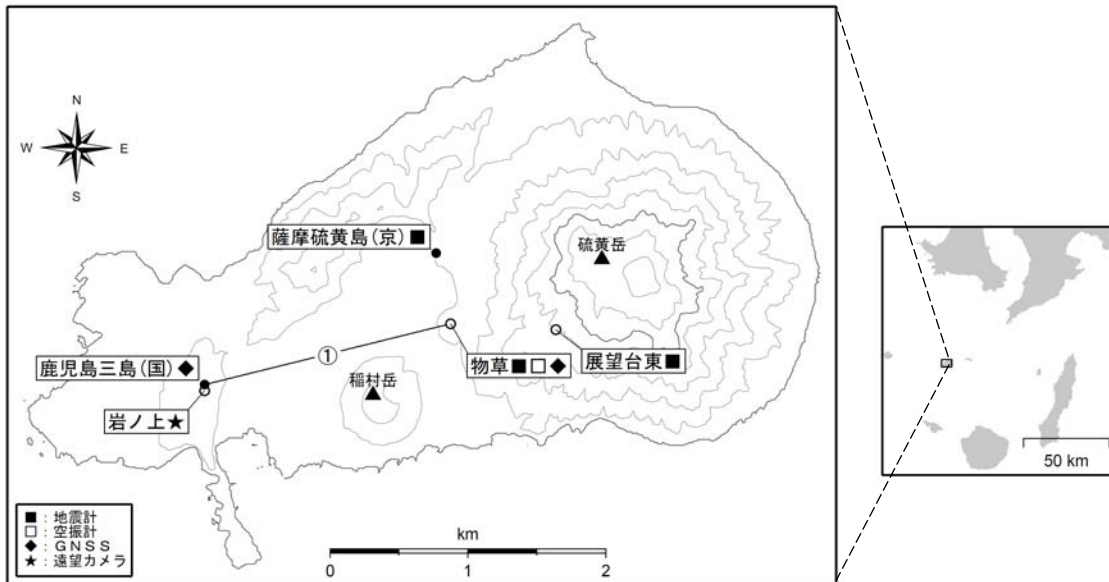 N
W E
S
薩摩硫黄島(京)■
硫黄岳
①
鹿児島三島(国)◆
物草■□◆
展望台東■
稲村岳
岩ノ上★
■：地震計
□：空振計
◆：ＧＮＳＳ
★：遠望カメラ
km
0 1 2
50 km